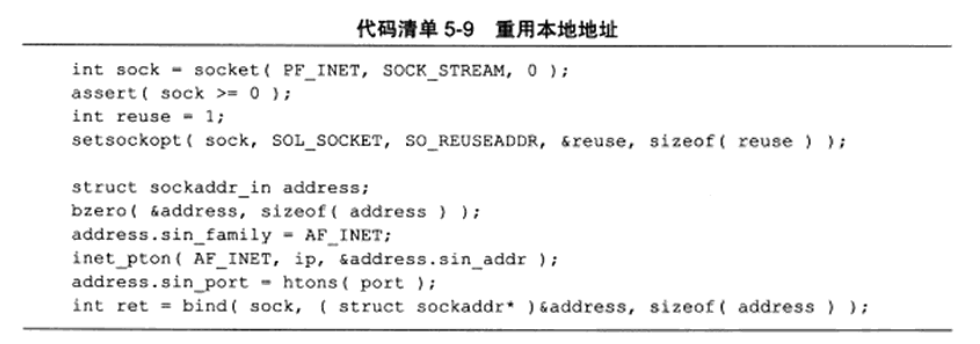 代码清单 5-9 重用本地地址
int sock = socket( PF_INET, SOCK_STREAM, 0 );
assert( sock >= 0 );
int reuse = 1;
setsockopt( sock, SOL_SOCKET, SO_REUSEADDR, &reuse, sizeof( reuse ) );
struct sockaddr_in address;
bzero( &address, sizeof( address ) );
address.sin_family = AF_INET;
inet_pton( AF_INET, ip, &address.sin_addr );
address.sin_port = htons( port );
int ret = bind( sock, ( struct sockaddr* )&address, sizeof( address ) );